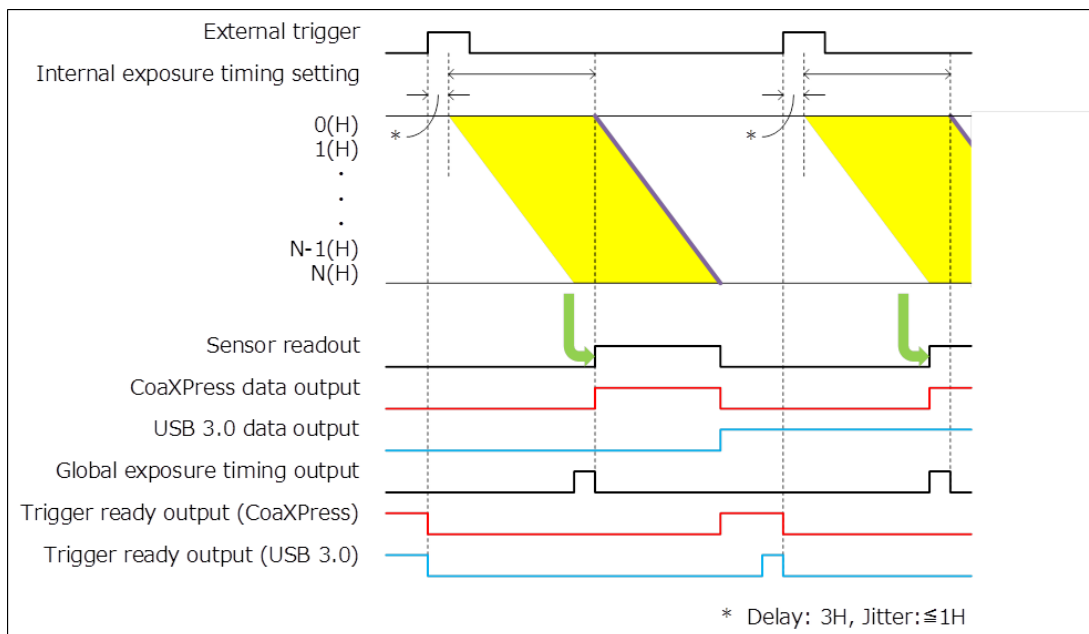 External trigger
Internal exposure timing setting
*
*
0(H)
1(H)
.
.
.
N-1(H)
N(H)
Sensor readout
CoaXPress data output
USB 3.0 data output
Global exposure timing output
Trigger ready output (CoaXPress)
Trigger ready output (USB 3.0)
* Delay: 3H, Jitter:≦1H